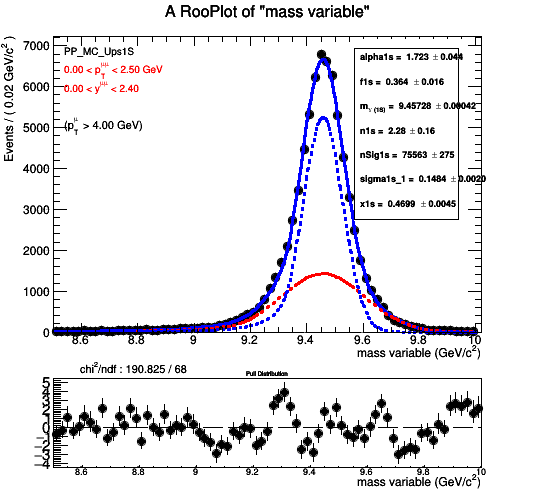 A RooPlot of "mass variable"
Events / ( 0.02 GeV/c² )
7000
6000
5000
4000
3000
2000
1000
0
PP_MC_Ups1S
0.00 < p_T^μμ < 2.50 GeV
0.00 < y^μμ < 2.40
(p_T^μ > 4.00 GeV)
alpha1s = 1.723 ± 0.044
f1s = 0.364 ± 0.016
m_ϒ(1S) = 9.45728 ± 0.00042
n1s = 2.28 ± 0.16
nSig1s = 75563 ± 275
sigma1s_1 = 0.1484 ± 0.0020
x1s = 0.4699 ± 0.0045
8.6 8.8 9 9.2 9.4 9.6 9.8 10
mass variable (GeV/c²)
chi²/ndf : 190.825 / 68
Pull Distribution
5
4
3
2
1
0
−1
−2
−3
−4
8.6 8.8 9 9.2 9.4 9.6 9.8 10
mass variable (GeV/c²)